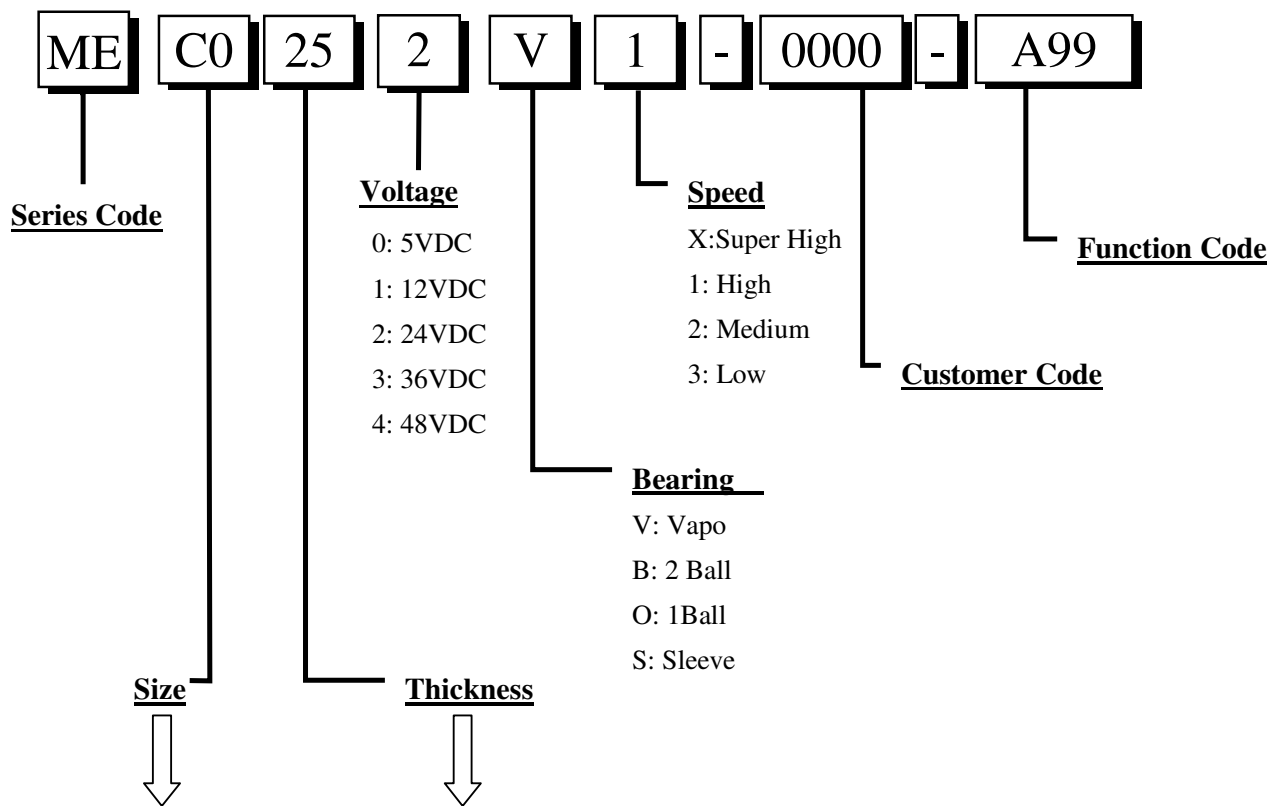 ME C0 25 2 V 1 - 0000 - A99
Series Code
Voltage
0: 5VDC
1: 12VDC
2: 24VDC
3: 36VDC
4: 48VDC
Speed
X:Super High
1: High
2: Medium
3: Low
Function Code
Customer Code
Bearing
V: Vapo
B: 2 Ball
O: 1Ball
S: Sleeve
Size
Thickness